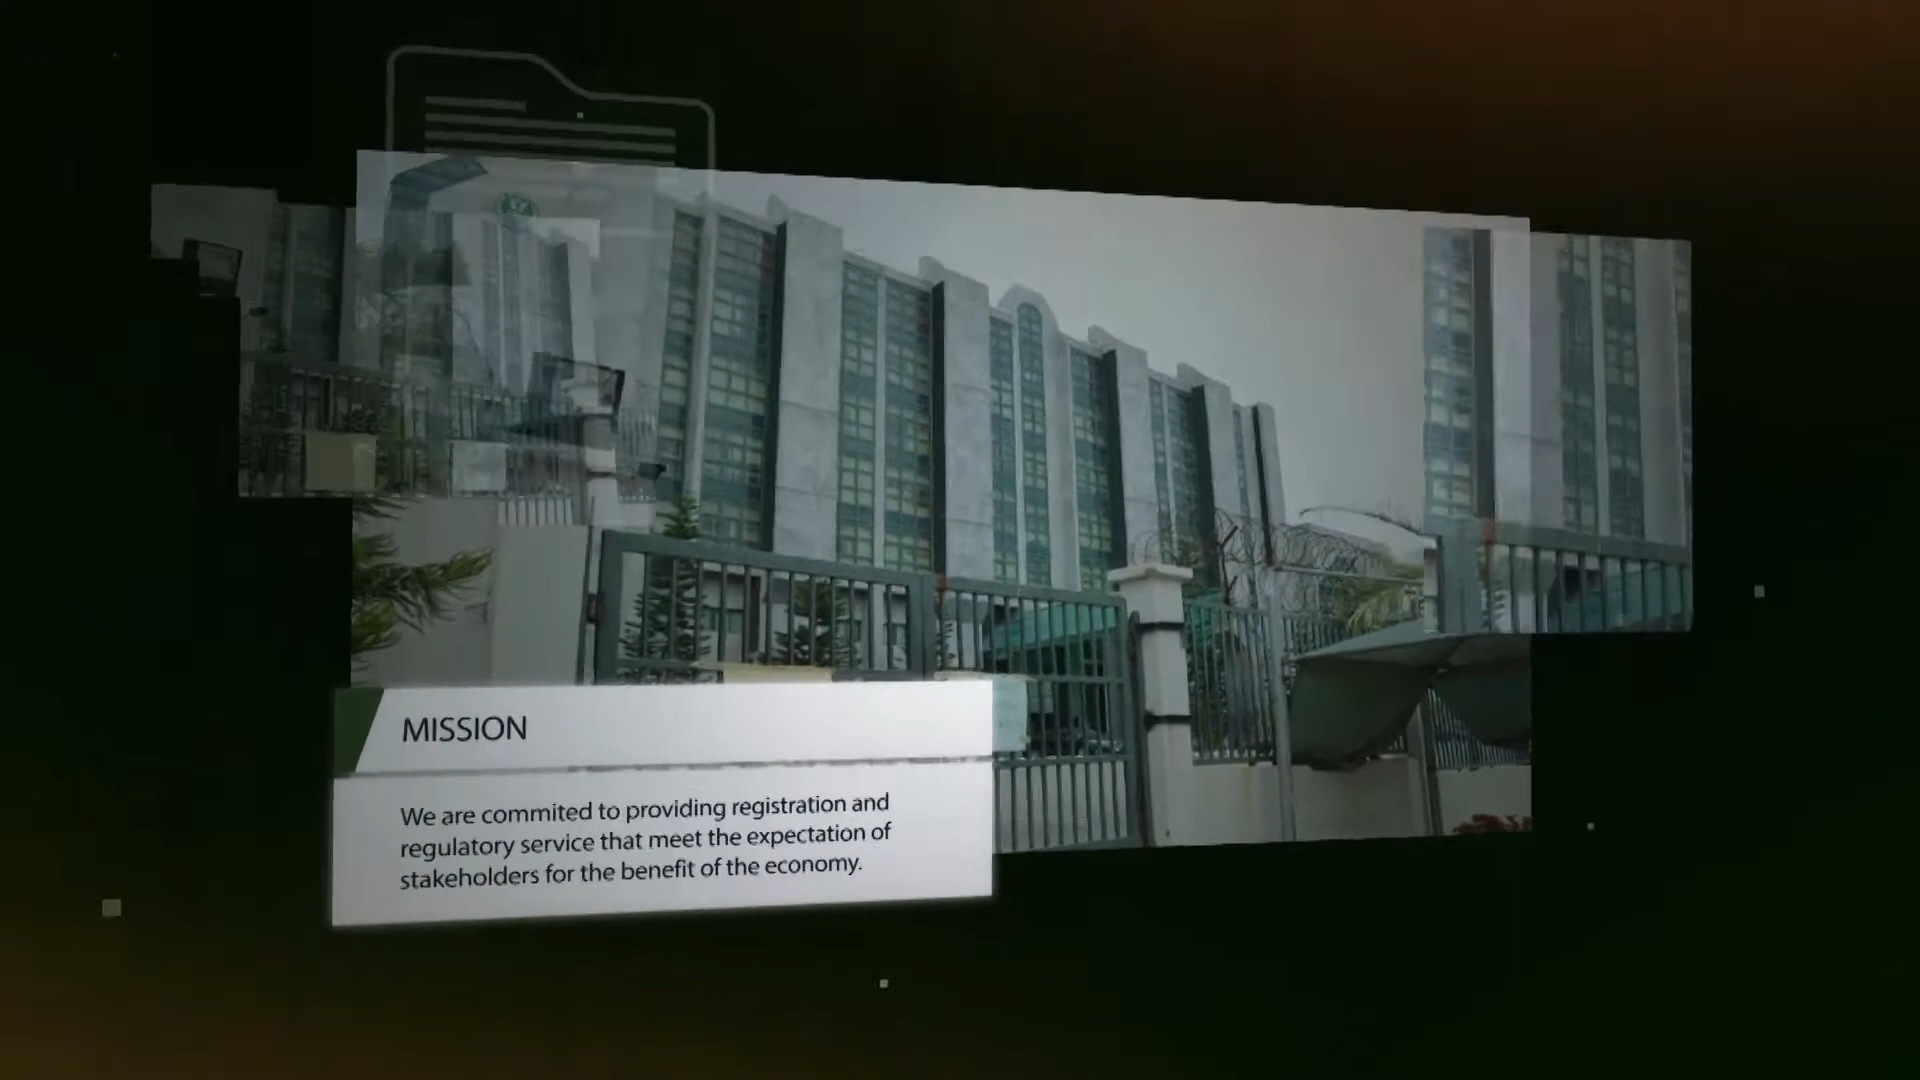 MISSION
We are commited to providing registration and
regulatory service that meet the expectation of
stakeholders for the benefit of the economy.